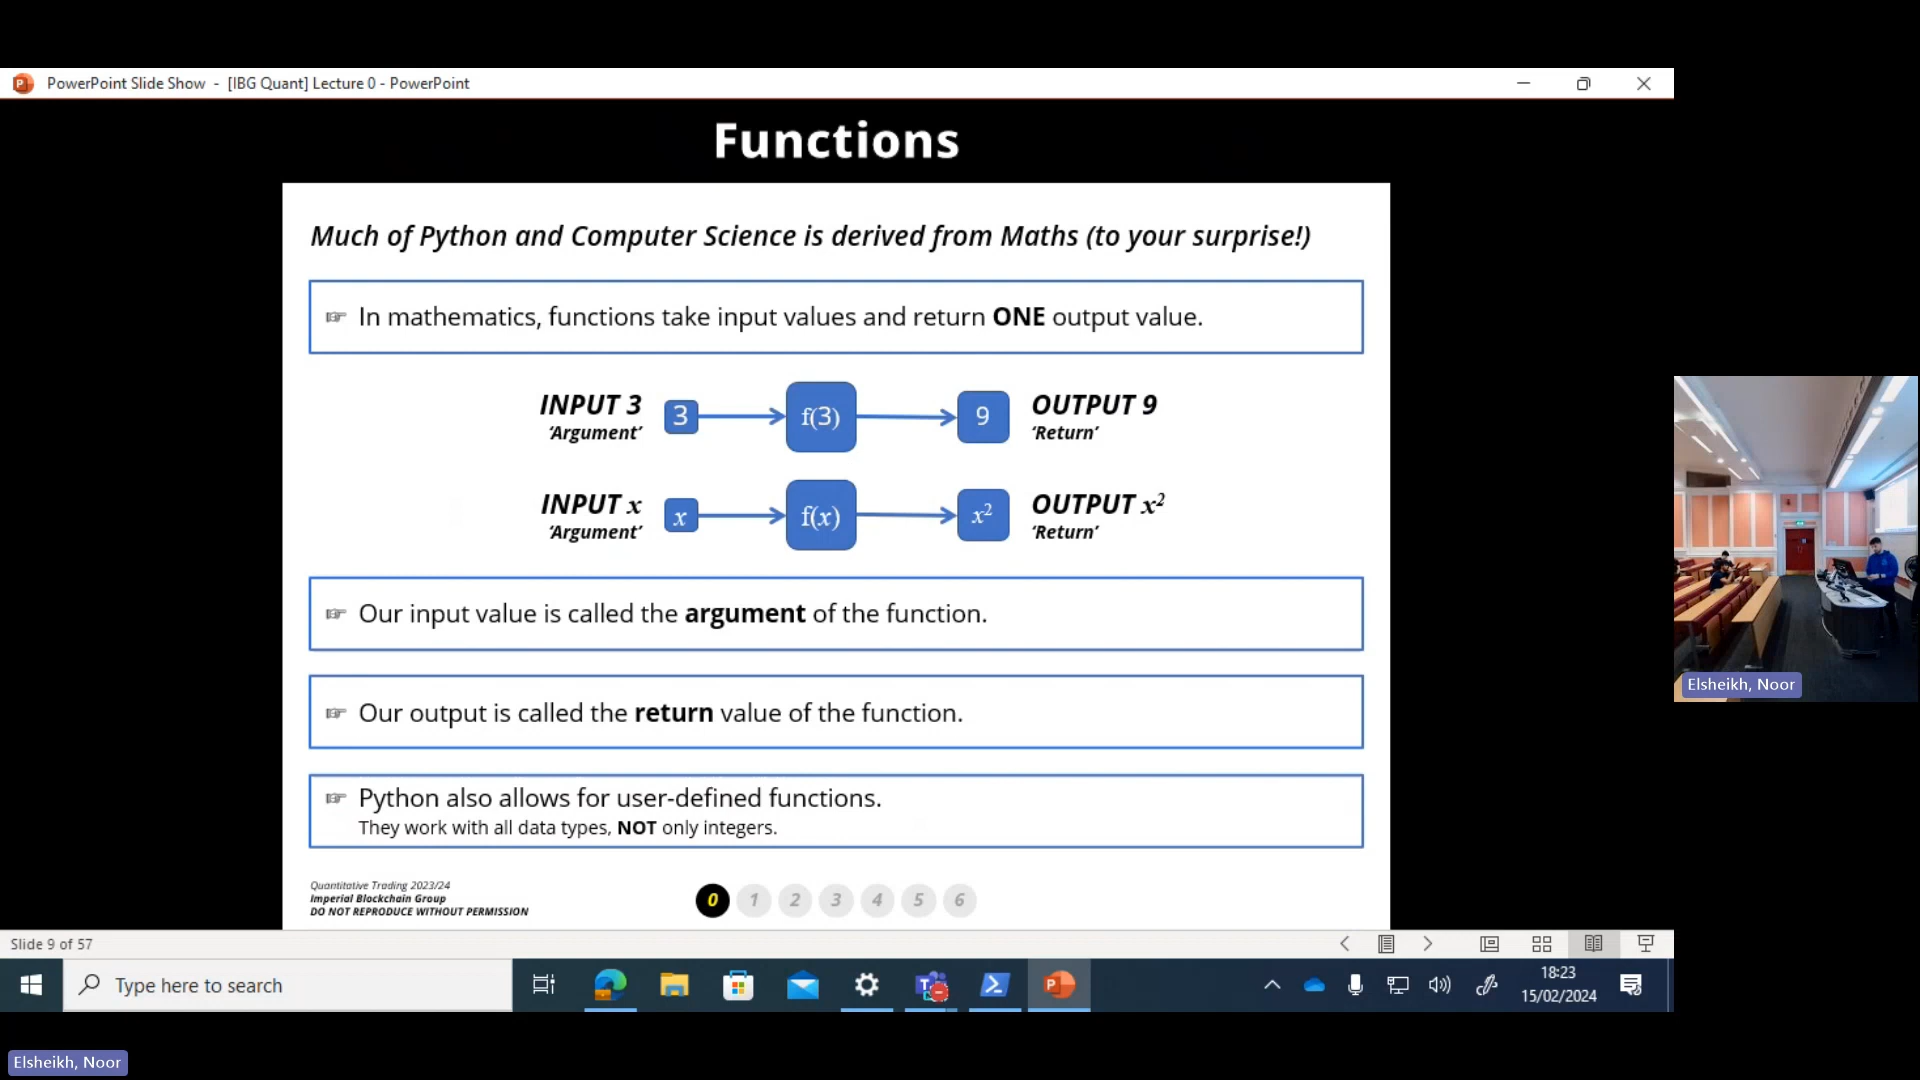 PowerPoint Slide Show - [IBG Quant] Lecture 0 - PowerPoint
Functions
Much of Python and Computer Science is derived from Maths (to your surprise!)
☞ In mathematics, functions take input values and return ONE output value.
INPUT 3 3 f(3) 9 OUTPUT 9
‘Argument’ ‘Return’
INPUT x x f(x) x² OUTPUT x²
‘Argument’ ‘Return’
☞ Our input value is called the argument of the function.
☞ Our output is called the return value of the function.
☞ Python also allows for user-defined functions.
They work with all data types, NOT only integers.
Quantitative Trading 2023/24
Imperial Blockchain Group
DO NOT REPRODUCE WITHOUT PERMISSION
0 1 2 3 4 5 6
Slide 9 of 57
Type here to search
18:23
15/02/2024
Elsheikh, Noor
Elsheikh, Noor